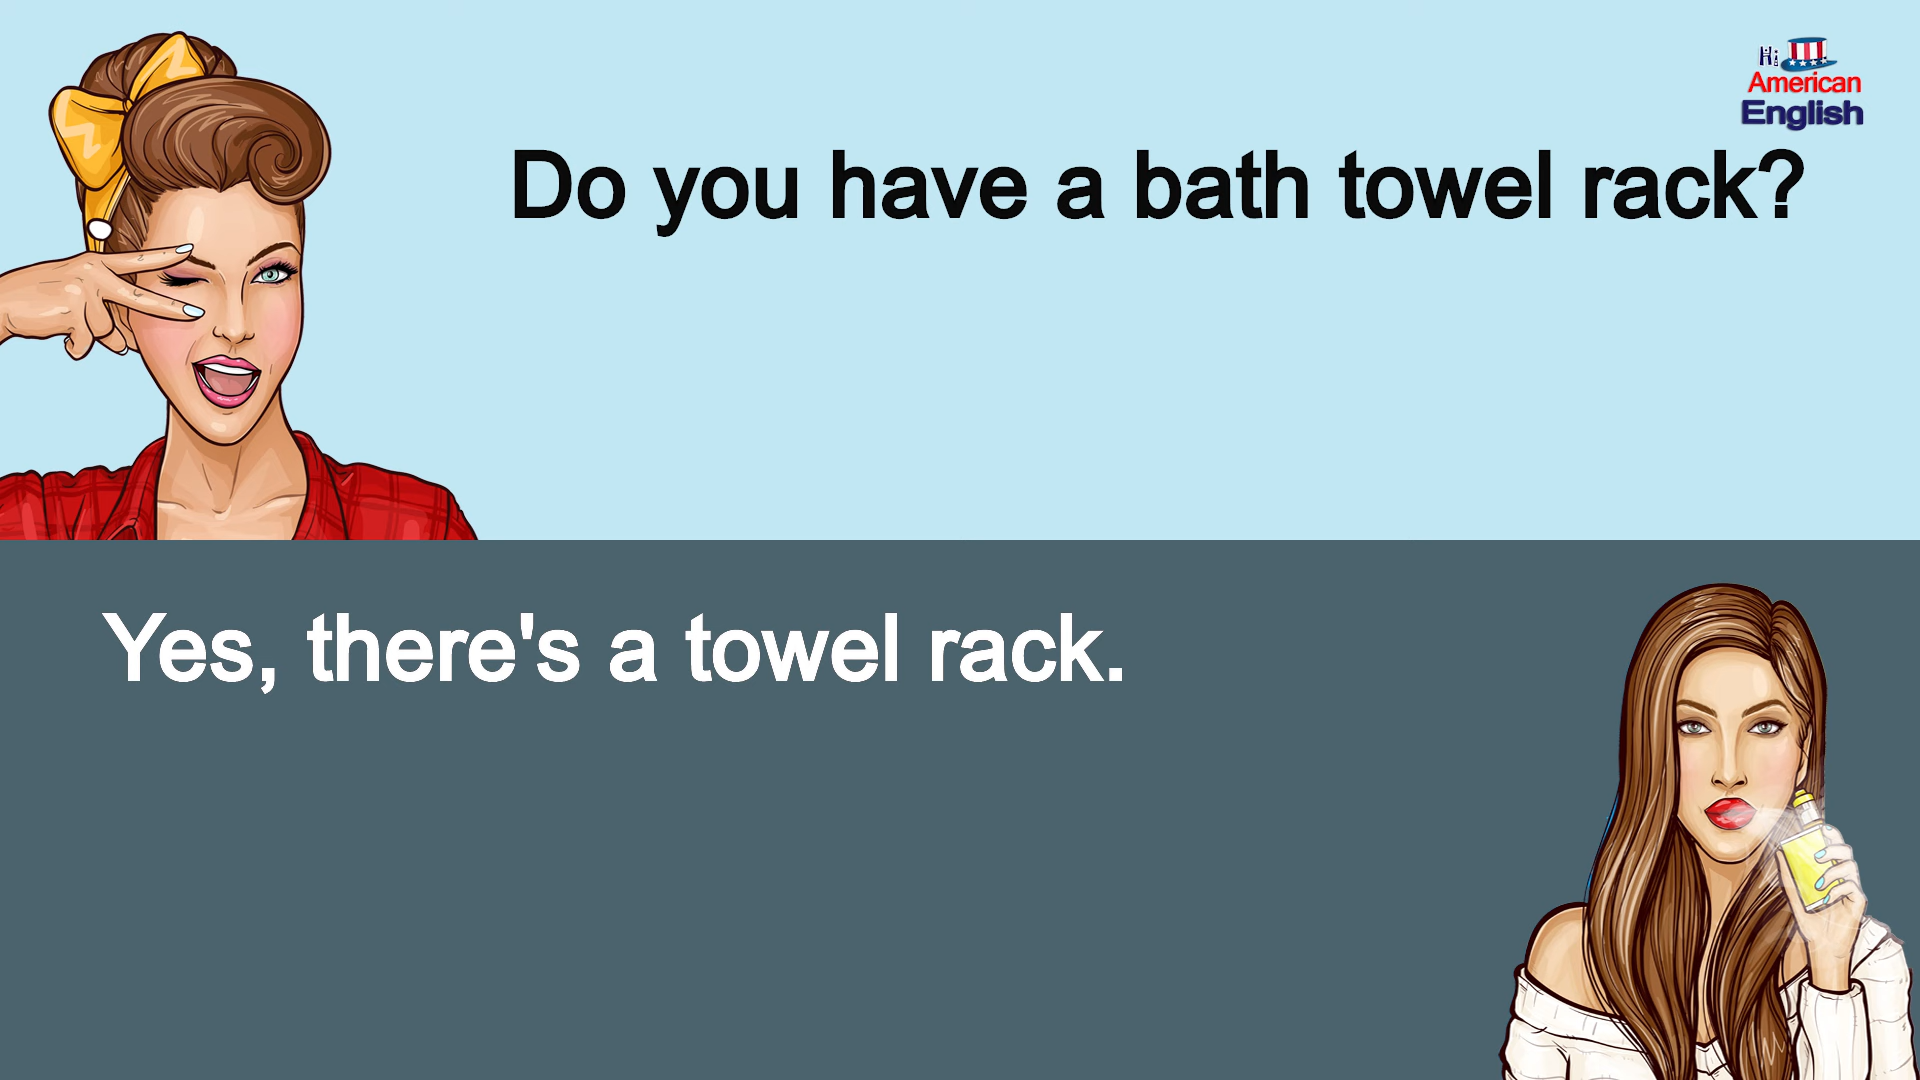 Hi
American
English
Do you have a bath towel rack?
Yes, there's a towel rack.